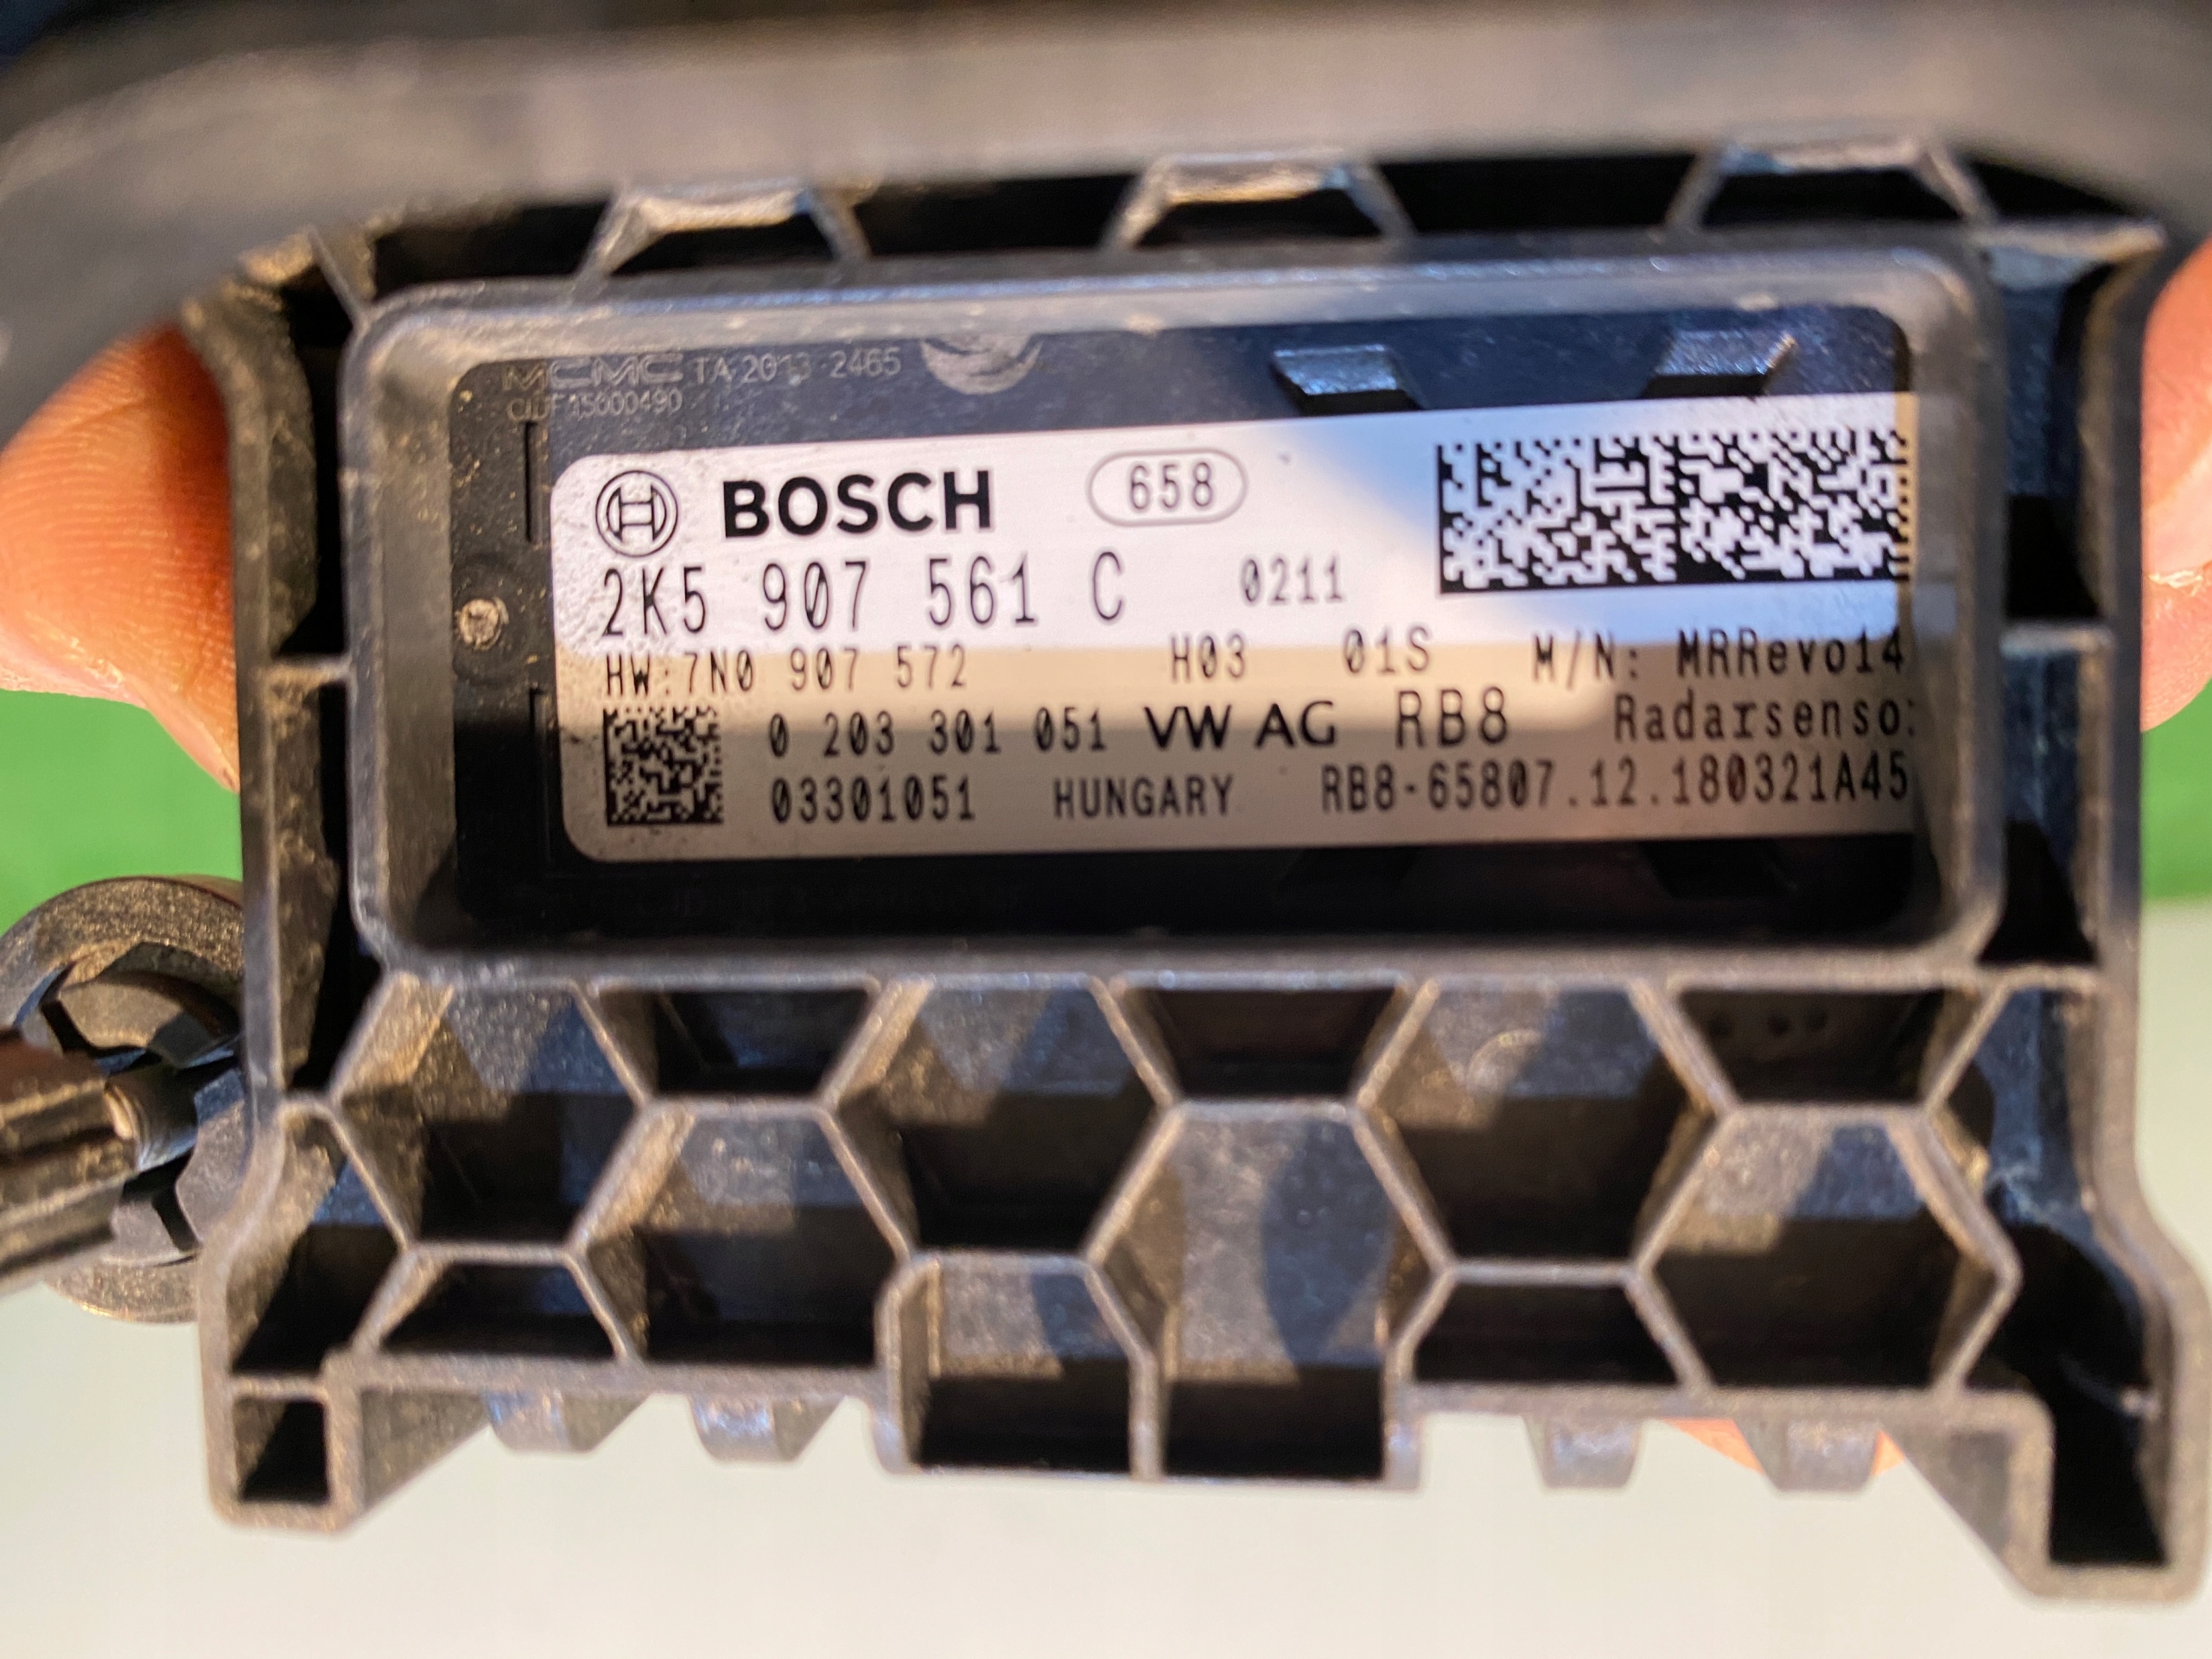 MCMC TA 2013 2465
CIDF15000490
BOSCH 658
2K5 907 561 C 0211
HW:7N0 907 572 H03 01S M/N: MRRevo14
0 203 301 051 VW AG RB8 Radarsenso
03301051 HUNGARY RB8-65807.12.180321A45